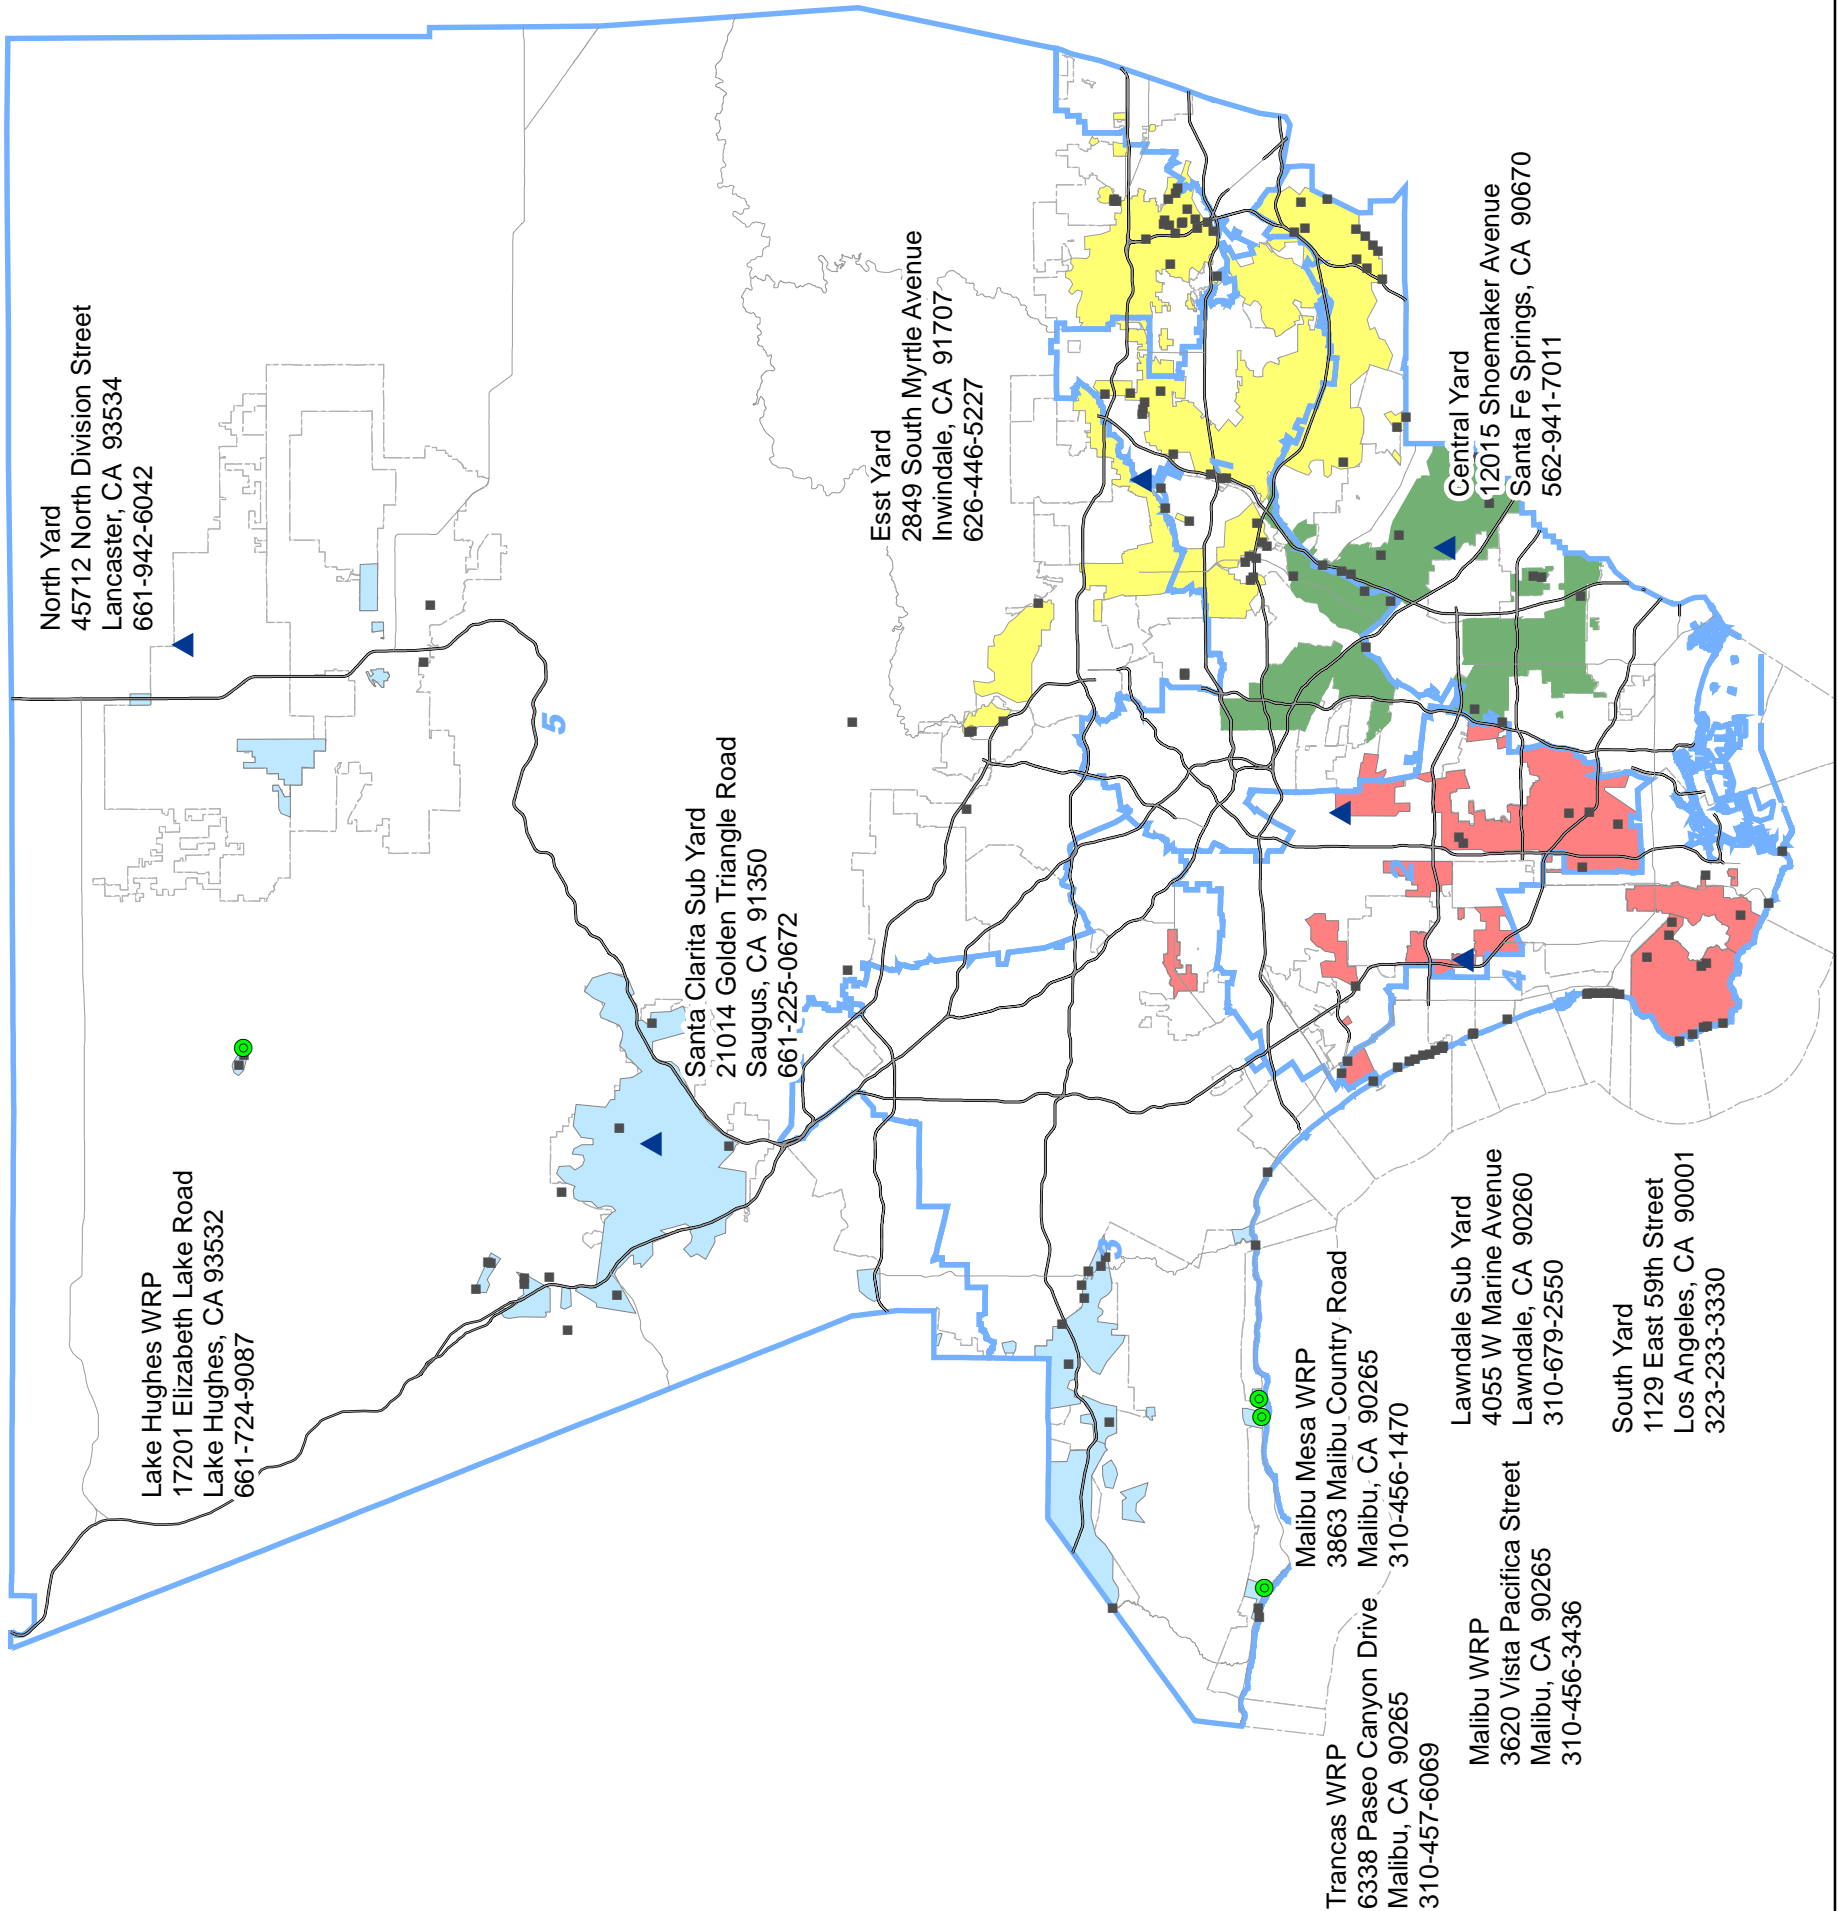 North Yard
45712 North Division Street
Lancaster, CA 93534
661-942-6042
Lake Hughes WRP
17201 Elizabeth Lake Road
Lake Hughes, CA 93532
661-724-9087
5
Santa Clarita Sub Yard
21014 Golden Triangle Road
Saugus, CA 91350
661-225-0672
Esst Yard
2849 South Myrtle Avenue
Inwindale, CA 91707
626-446-5227
3
1
Malibu Mesa WRP
3863 Malibu Country Road
Malibu, CA 90265
310-456-1470
Trancas WRP
6338 Paseo Canyon Drive
Malibu, CA 90265
310-457-6069
2
Central Yard
12015 Shoemaker Avenue
Santa Fe Springs, CA 90670
562-941-7011
Lawndale Sub Yard
4055 W Marine Avenue
Lawndale, CA 90260
310-679-2550
Malibu WRP
3620 Vista Pacifica Street
Malibu, CA 90265
310-456-3436
4
South Yard
1129 East 59th Street
Los Angeles, CA 90001
323-233-3330